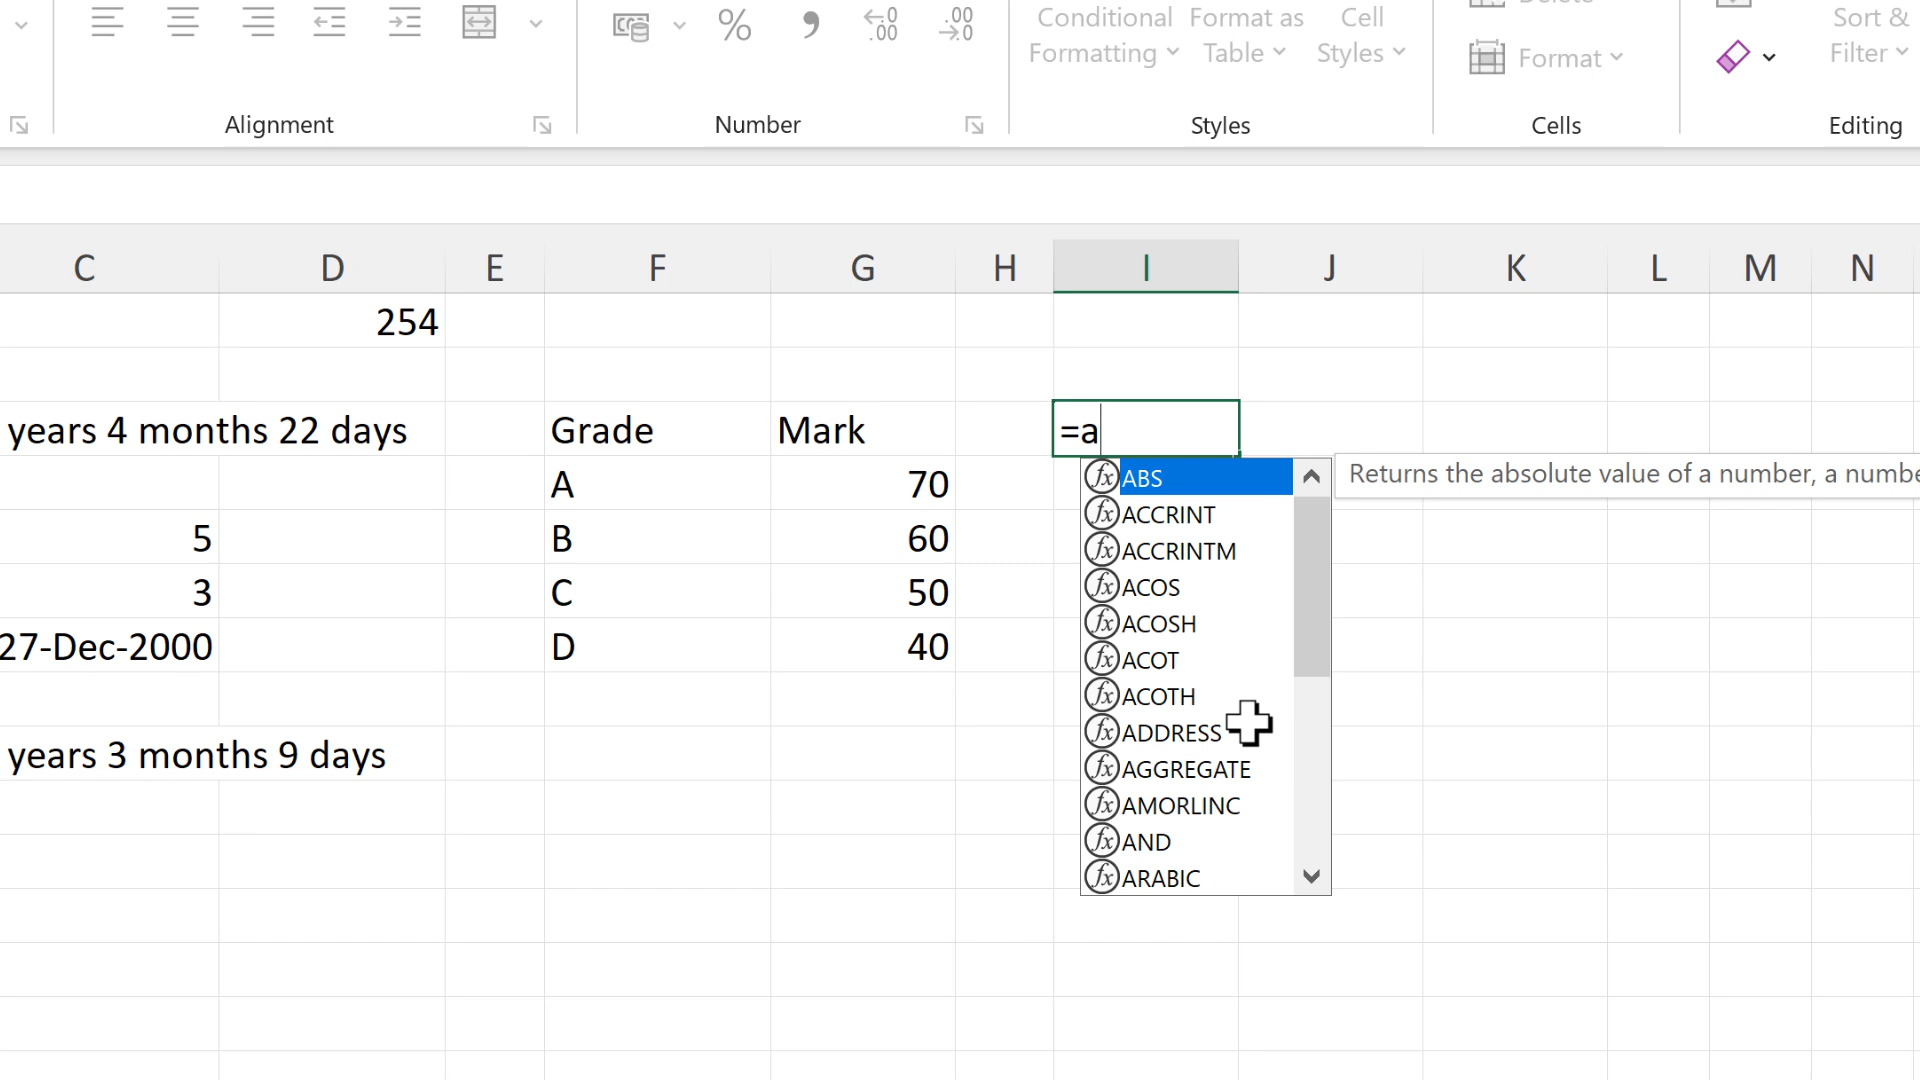 Conditional Format as Cell Sort &
Formatting Table Styles Format Filter
Alignment Number Styles Cells Editing
C D E F G H I J K L M N
254
years 4 months 22 days Grade Mark =a
ABS Returns the absolute value of a number, a numbe
A 70 ACCRINT
5 B 60 ACCRINTM
3 C 50 ACOS
ACOSH
27-Dec-2000 D 40 ACOT
ACOTH
ADDRESS
years 3 months 9 days AGGREGATE
AMORLINC
AND
ARABIC